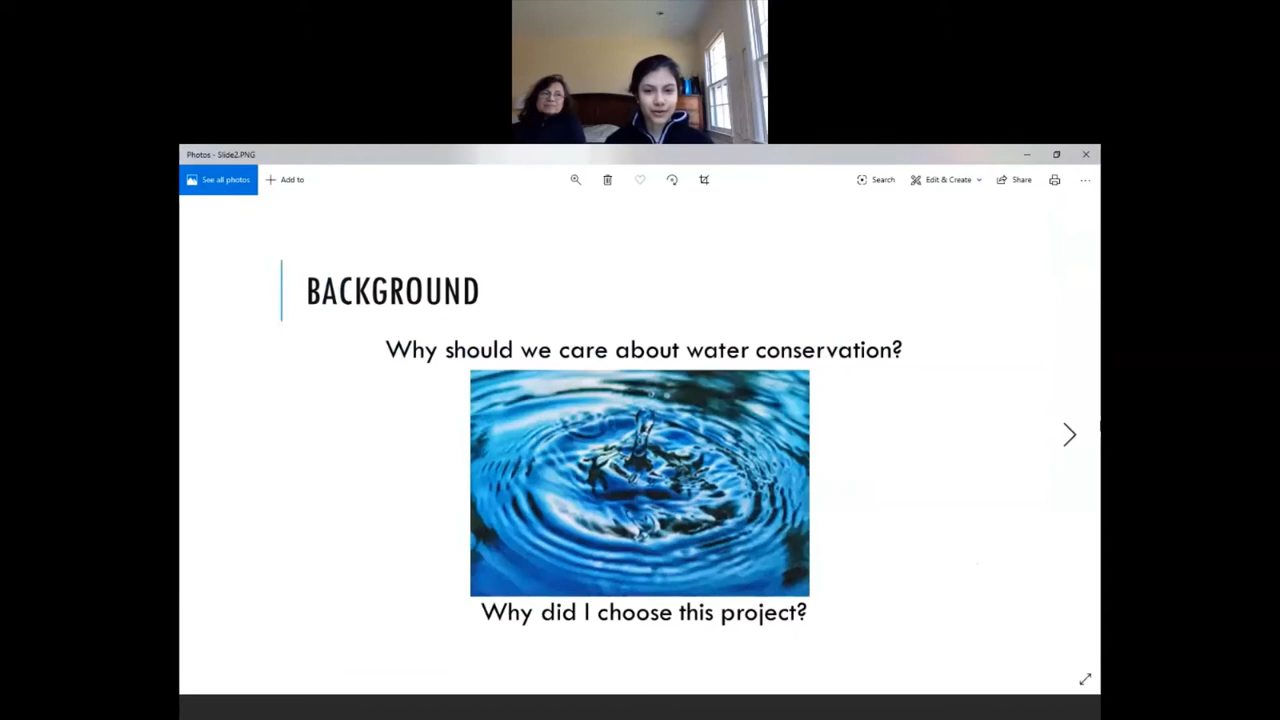 Photos - Slide2.PNG
See all photos
Add to
Search
Edit & Create
Share
BACKGROUND
Why should we care about water conservation?
Why did I choose this project?